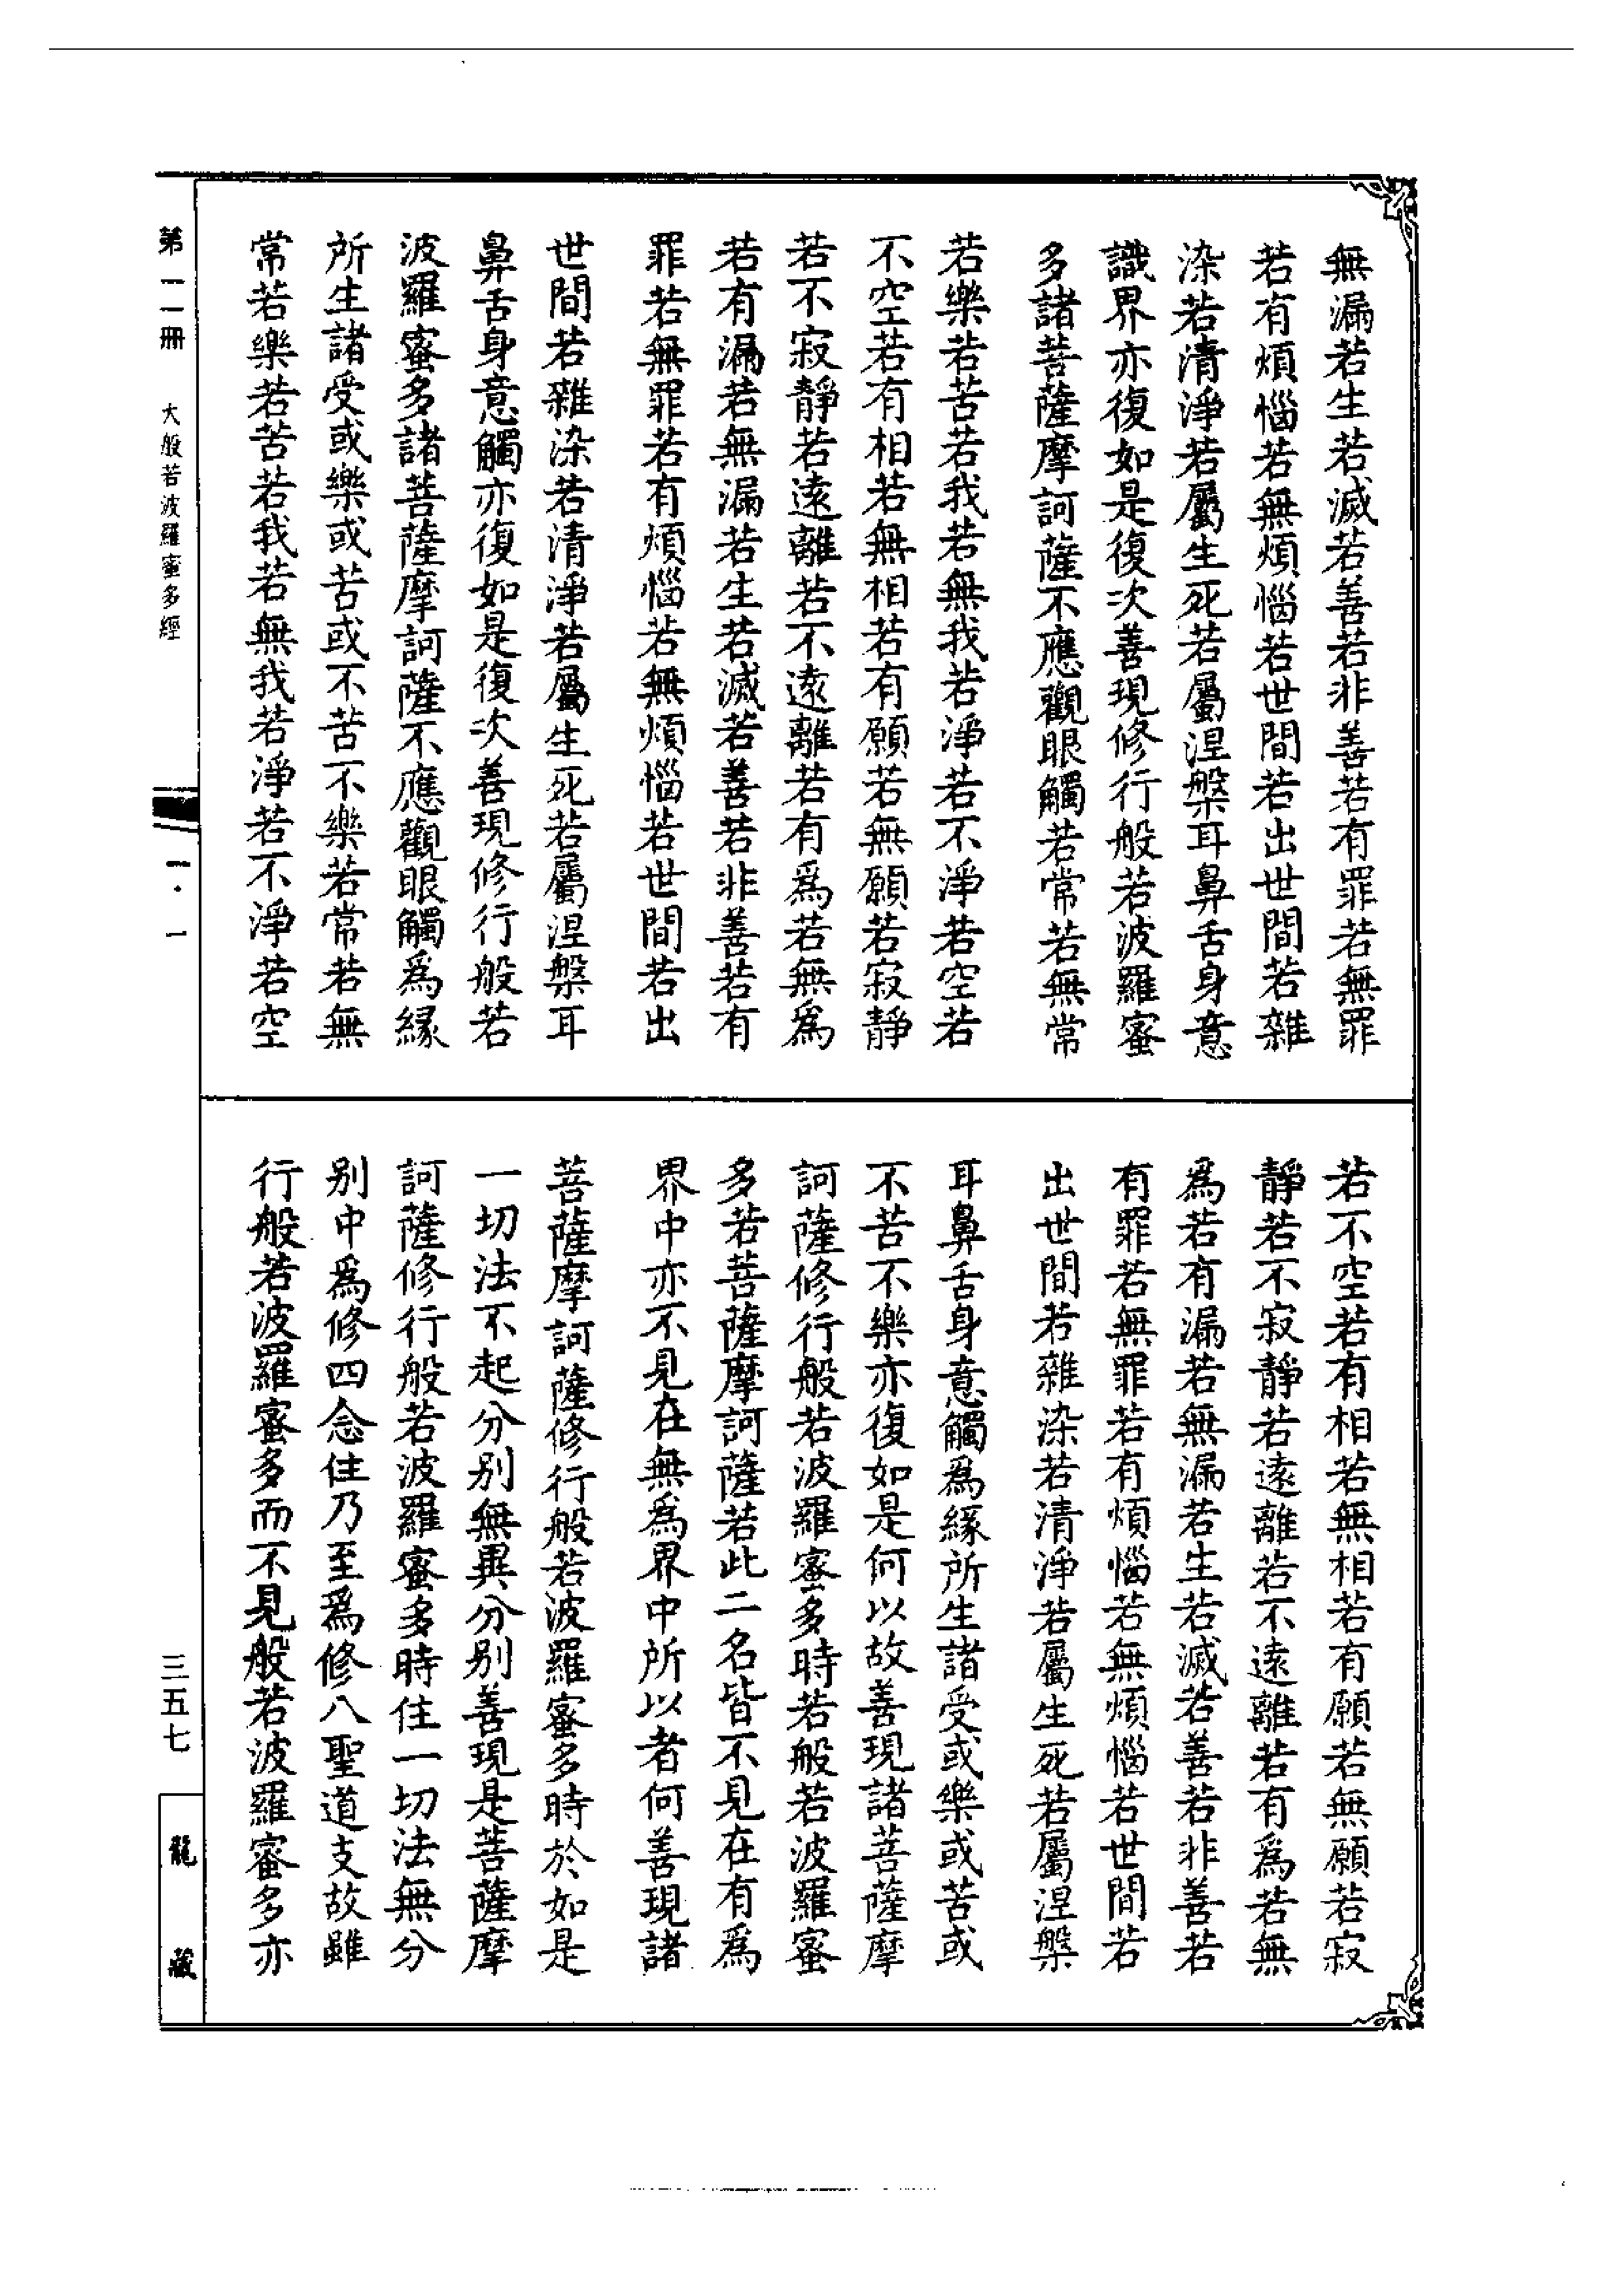 無漏若生若滅若善若非善若有罪若無罪
若有煩惱若無煩惱若世間若出世間若雜
染若清淨若屬生死若屬涅槃耳鼻舌身意
識界亦復如是復次善現修行般若波羅蜜
多諸菩薩摩訶薩不應觀眼觸若常若無常
若樂若苦若我若無我若淨若不淨若空若
不空若有相若無相若有願若無願若寂靜
若不寂靜若遠離若不遠離若有為若無為
若有漏若無漏若生若滅若善若非善若有
罪若無罪若有煩惱若無煩惱若世間若出
世間若雜染若清淨若屬生死若屬涅槃耳
鼻舌身意觸亦復如是復次善現修行般若
波羅蜜多諸菩薩摩訶薩不應觀眼觸為緣
所生諸受或樂或苦或不苦不樂若常若無
常若樂若苦若我若無我若淨若不淨若空
若不空若有相若無相若有願若無願若寂
靜若不寂靜若遠離若不遠離若有為若無
為若有漏若無漏若生若滅若善若非善若
有罪若無罪若有煩惱若無煩惱若世間若
出世間若雜染若清淨若屬生死若屬涅槃
耳鼻舌身意觸為緣所生諸受或樂或苦或
不苦不樂亦復如是何以故善現諸菩薩摩
訶薩修行般若波羅蜜多時若般若波羅蜜
多若菩薩摩訶薩若此二名皆不見在有為
界中亦不見在無為界中所以者何善現諸
菩薩摩訶薩修行般若波羅蜜多時於如是
一切法不起分別無異分別善現是菩薩摩
訶薩修行般若波羅蜜多時住一切法無分
別中為修四念住乃至為修八聖道支故雖
行般若波羅蜜多而不見般若波羅蜜多亦
第一一冊 大般若波羅蜜多經
一·一
三五七
龍藏